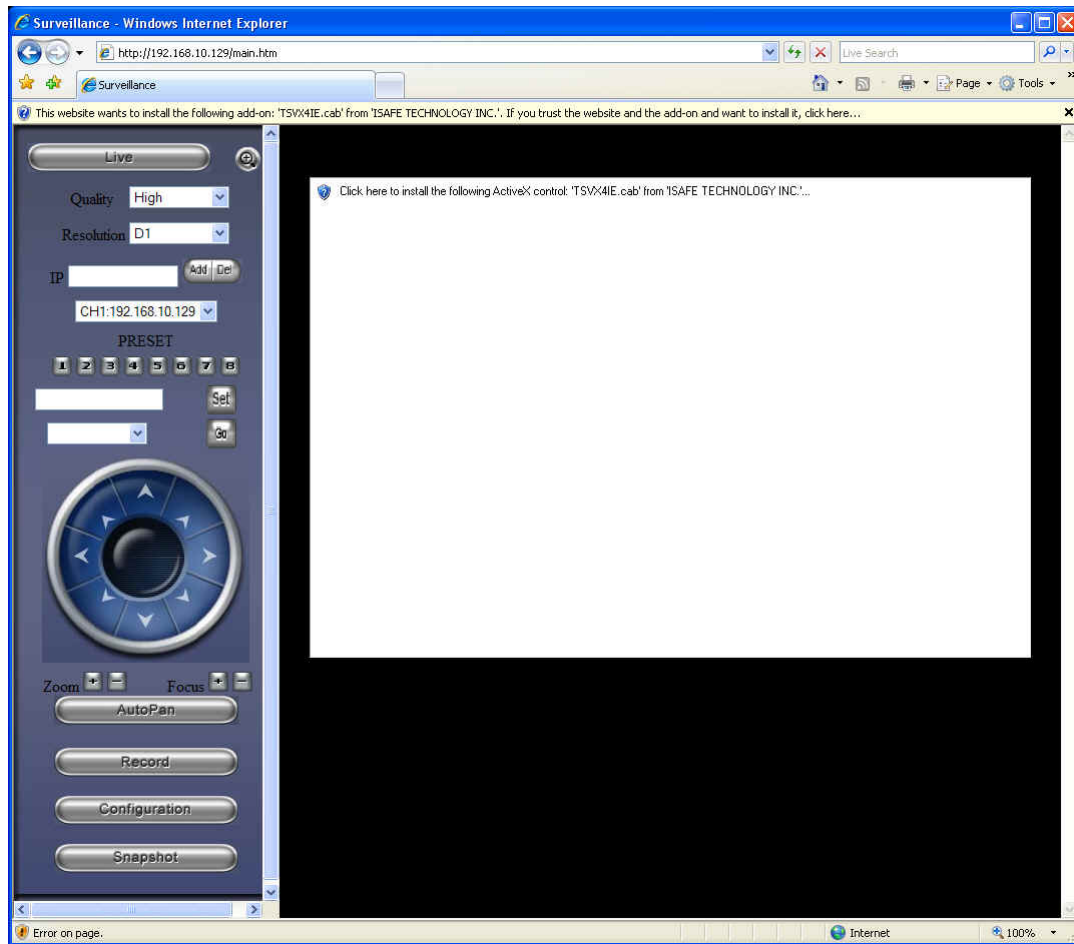 Surveillance - Windows Internet Explorer
http://192.168.10.129/main.htm
Live Search
Surveillance
Page
Tools
»
This website wants to install the following add-on: 'TSVX4IE.cab' from 'ISAFE TECHNOLOGY INC.'. If you trust the website and the add-on and want to install it, click here...
Live
Click here to install the following ActiveX control: 'TSVX4IE.cab' from 'ISAFE TECHNOLOGY INC.'...
Quality High
Resolution D1
IP Add Del
CH1:192.168.10.129
PRESET
1 2 3 4 5 6 7 8
Set
Go
Zoom + - Focus + -
AutoPan
Record
Configuration
Snapshot
Error on page.
Internet
100%